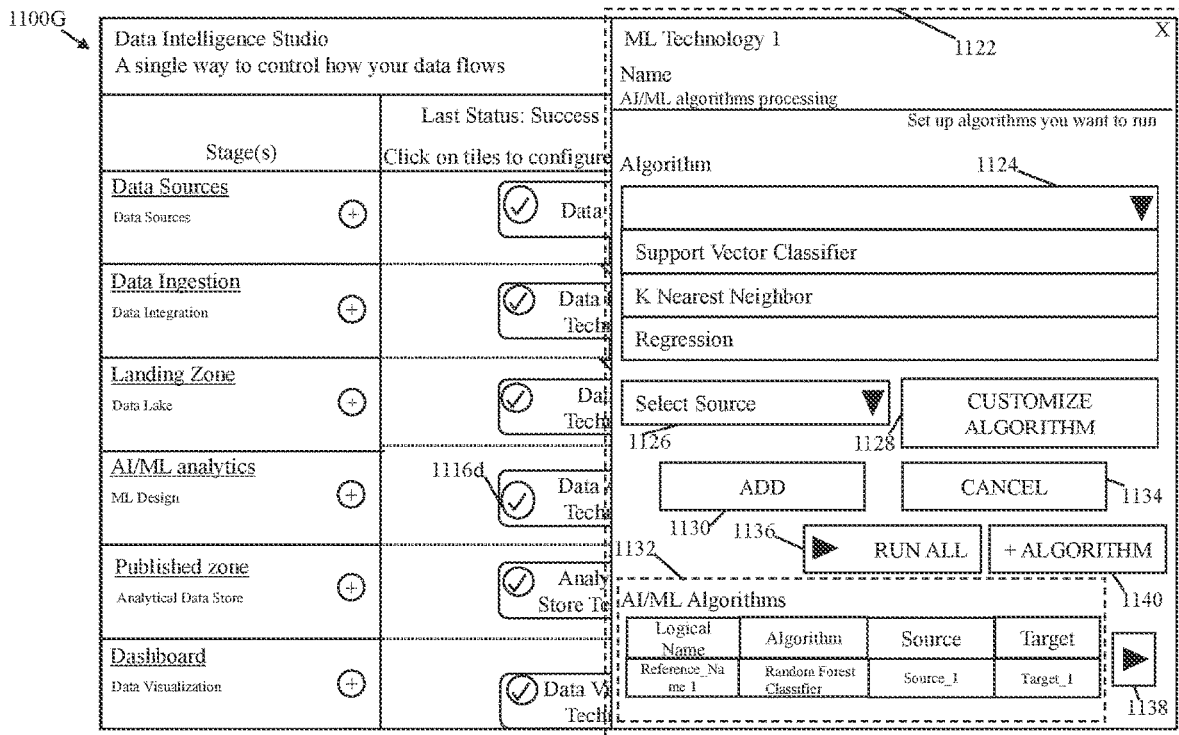 1100G
Data Intelligence Studio
A single way to control how your data flows
Stage(s)
Last Status: Success
Click on tiles to configure
Data Sources
Data Sources
Data
Data Ingestion
Data Integration
Data
Tech
Landing Zone
Data Lake
Da
Tech
AI/ML analytics
ML Design
1116d
Data
Tech
Published zone
Analytical Data Store
Analy
Store Te
Dashboard
Data Visualization
Data V
Tech
ML Technology 1
X
1122
Name
AI/ML algorithms processing
Set up algorithms you want to run
Algorithm
1124
Support Vector Classifier
K Nearest Neighbor
Regression
Select Source
1126
1128
CUSTOMIZE
ALGORITHM
ADD
1130
CANCEL
1134
1136
RUN ALL
+ ALGORITHM
1140
1132
AI/ML Algorithms
Logical
Name
Algorithm
Source
Target
Reference_Na
me 1
Random Forest
Classifier
Source_1
Target_1
1138